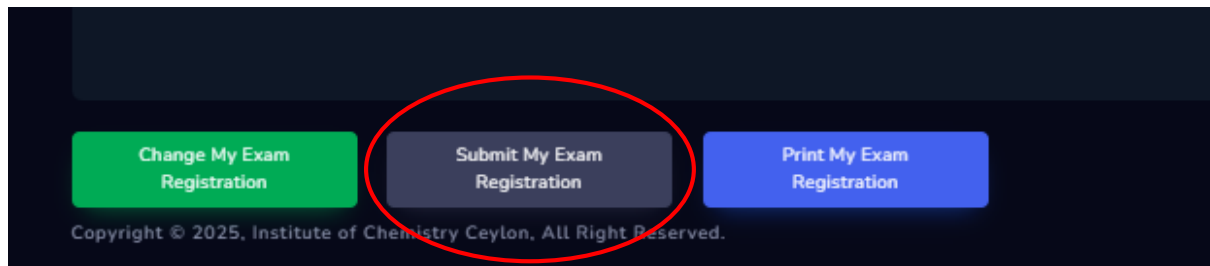 Change My Exam
Registration
Submit My Exam
Registration
Print My Exam
Registration
Copyright © 2025, Institute of Chemistry Ceylon, All Right Reserved.